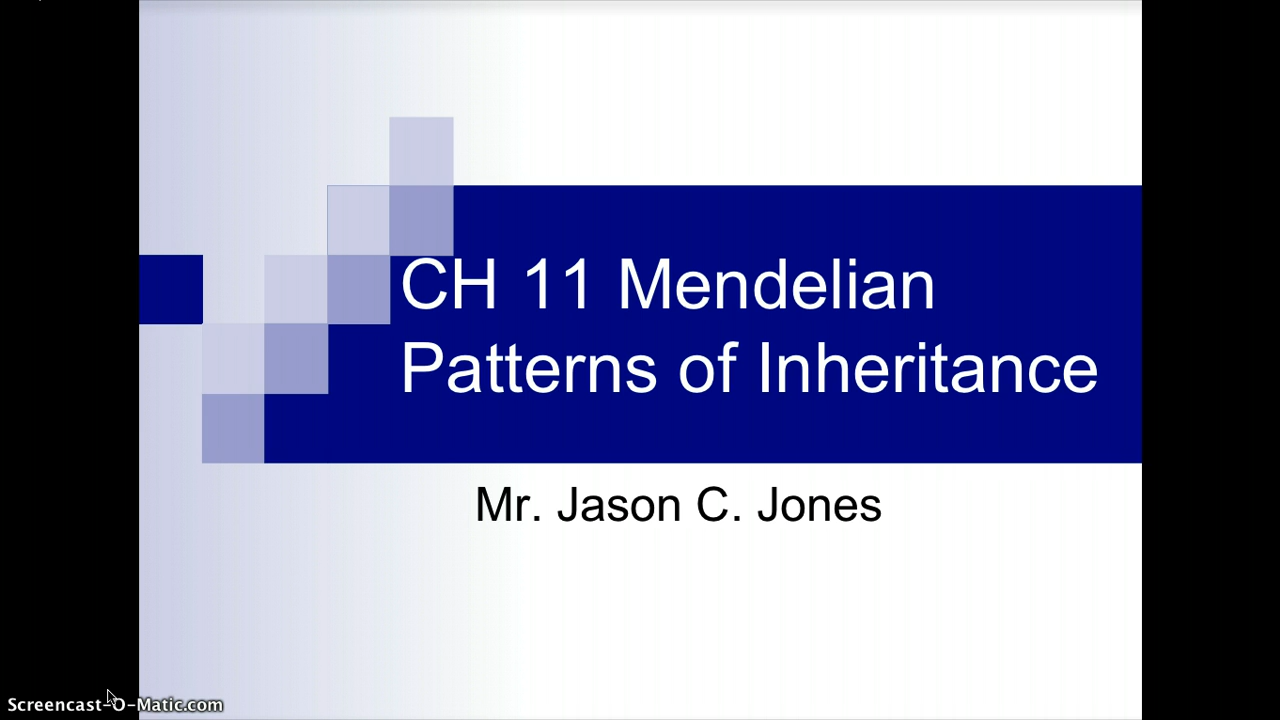 CH 11 Mendelian
Patterns of Inheritance
Mr. Jason C. Jones
Screencast-O-Matic.com